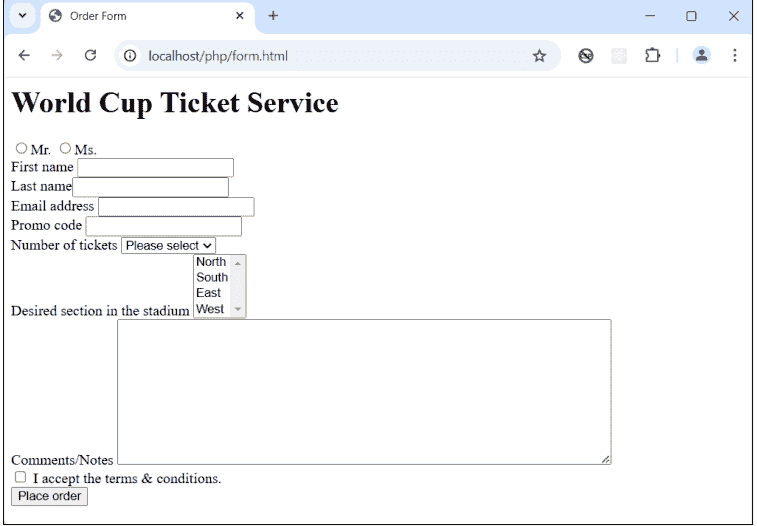 Order Form
localhost/php/form.html
World Cup Ticket Service
Mr. Ms.
First name
Last name
Email address
Promo code
Number of tickets Please select
North
South
East
Desired section in the stadium West
Comments/Notes
I accept the terms & conditions.
Place order